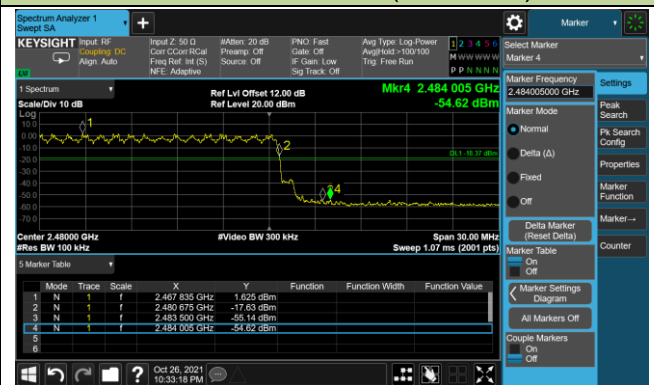 Spectrum Analyzer 1
Swept SA
+
Marker
KEYSIGHT
Input: RF
Coupling: DC
Align: Auto
Input Z: 50 Ω
Corr CCorr RCal
Freq Ref: Int (S)
NFE: Adaptive
#Atten: 20 dB
Preamp: Off
Source: Off
PNO: Fast
Gate: Off
IF Gain: Low
Sig Track: Off
Avg Type: Log-Power
Avg|Hold >100/100
Trig: Free Run
1 2 3 4 5 6
M W W W W W
P P N N N N
LXI
Select Marker
Marker 4
Marker Frequency
2.484005000 GHz
Marker Mode
Normal
Delta (Δ)
Fixed
Off
Delta Marker
(Reset Delta)
Marker Table
On
Off
Marker Settings
Diagram
All Markers Off
Couple Markers
On
Off
Settings
Peak
Search
Pk Search
Config
Properties
Marker
Function
Marker→
Counter
1 Spectrum
Scale/Div 10 dB
Ref Lvl Offset 12.00 dB
Ref Level 20.00 dBm
Mkr4 2.484 005 GHz
-54.62 dBm
Log
10.0
0.00
-10.0
-20.0
-30.0
-40.0
-50.0
-60.0
-70.0
1
2
4
DL1 -18.37 dBm
Center 2.48000 GHz
#Res BW 100 kHz
#Video BW 300 kHz
Span 30.00 MHz
Sweep 1.07 ms (2001 pts)
5 Marker Table
Mode Trace Scale X Y Function Function Width Function Value
1 N 1 f 2.467 835 GHz 1.625 dBm
2 N 1 f 2.480 675 GHz -17.63 dBm
3 N 1 f 2.483 500 GHz -55.14 dBm
4 N 1 f 2.484 005 GHz -54.62 dBm
5
6
?
Oct 26, 2021
10:33:18 PM